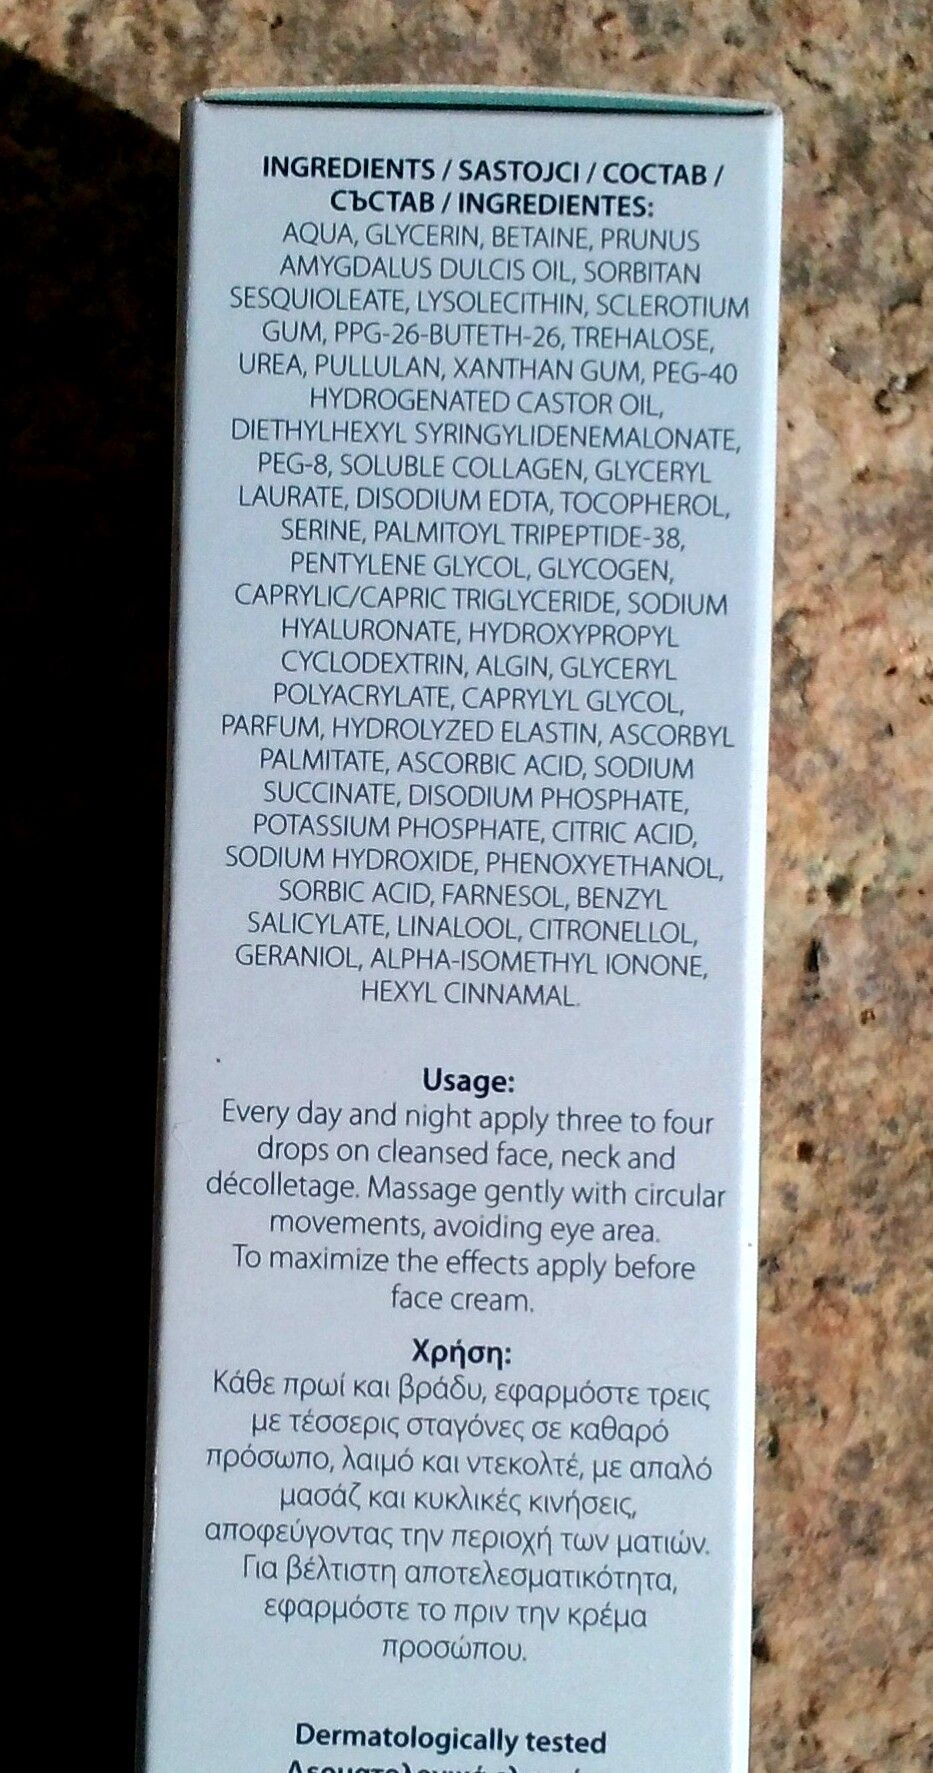 INGREDIENTS / SASTOJCI / СОСТАВ /
СЪСТАВ / INGREDIENTES:
AQUA, GLYCERIN, BETAINE, PRUNUS
AMYGDALUS DULCIS OIL, SORBITAN
SESQUIOLEATE, LYSOLECITHIN, SCLEROTIUM
GUM, PPG-26-BUTETH-26, TREHALOSE,
UREA, PULLULAN, XANTHAN GUM, PEG-40
HYDROGENATED CASTOR OIL,
DIETHYLHEXYL SYRINGYLIDENEMALONATE,
PEG-8, SOLUBLE COLLAGEN, GLYCERYL
LAURATE, DISODIUM EDTA, TOCOPHEROL,
SERINE, PALMITOYL TRIPEPTIDE-38,
PENTYLENE GLYCOL, GLYCOGEN,
CAPRYLIC/CAPRIC TRIGLYCERIDE, SODIUM
HYALURONATE, HYDROXYPROPYL
CYCLODEXTRIN, ALGIN, GLYCERYL
POLYACRYLATE, CAPRYLYL GLYCOL,
PARFUM, HYDROLYZED ELASTIN, ASCORBYL
PALMITATE, ASCORBIC ACID, SODIUM
SUCCINATE, DISODIUM PHOSPHATE,
POTASSIUM PHOSPHATE, CITRIC ACID,
SODIUM HYDROXIDE, PHENOXYETHANOL,
SORBIC ACID, FARNESOL, BENZYL
SALICYLATE, LINALOOL, CITRONELLOL,
GERANIOL, ALPHA-ISOMETHYL IONONE,
HEXYL CINNAMAL.
Usage:
Every day and night apply three to four
drops on cleansed face, neck and
décolletage. Massage gently with circular
movements, avoiding eye area.
To maximize the effects apply before
face cream.
Χρήση:
Κάθε πρωί και βράδυ, εφαρμόστε τρεις
με τέσσερις σταγόνες σε καθαρό
πρόσωπο, λαιμό και ντεκολτέ, με απαλό
μασάζ και κυκλικές κινήσεις,
αποφεύγοντας την περιοχή των ματιών.
Για βέλτιστη αποτελεσματικότητα,
εφαρμόστε το πριν την κρέμα
προσώπου.
Dermatologically tested